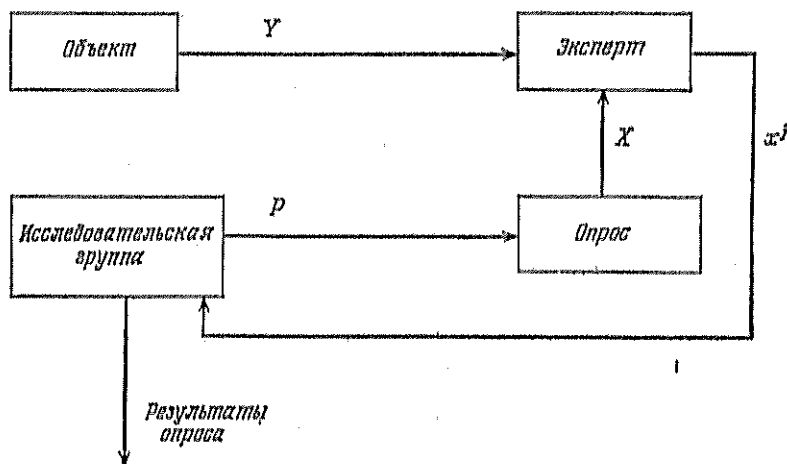 Объект
Y
Эксперт
X
x^j
Исследовательская
группа
p
Опрос
Результаты
опроса